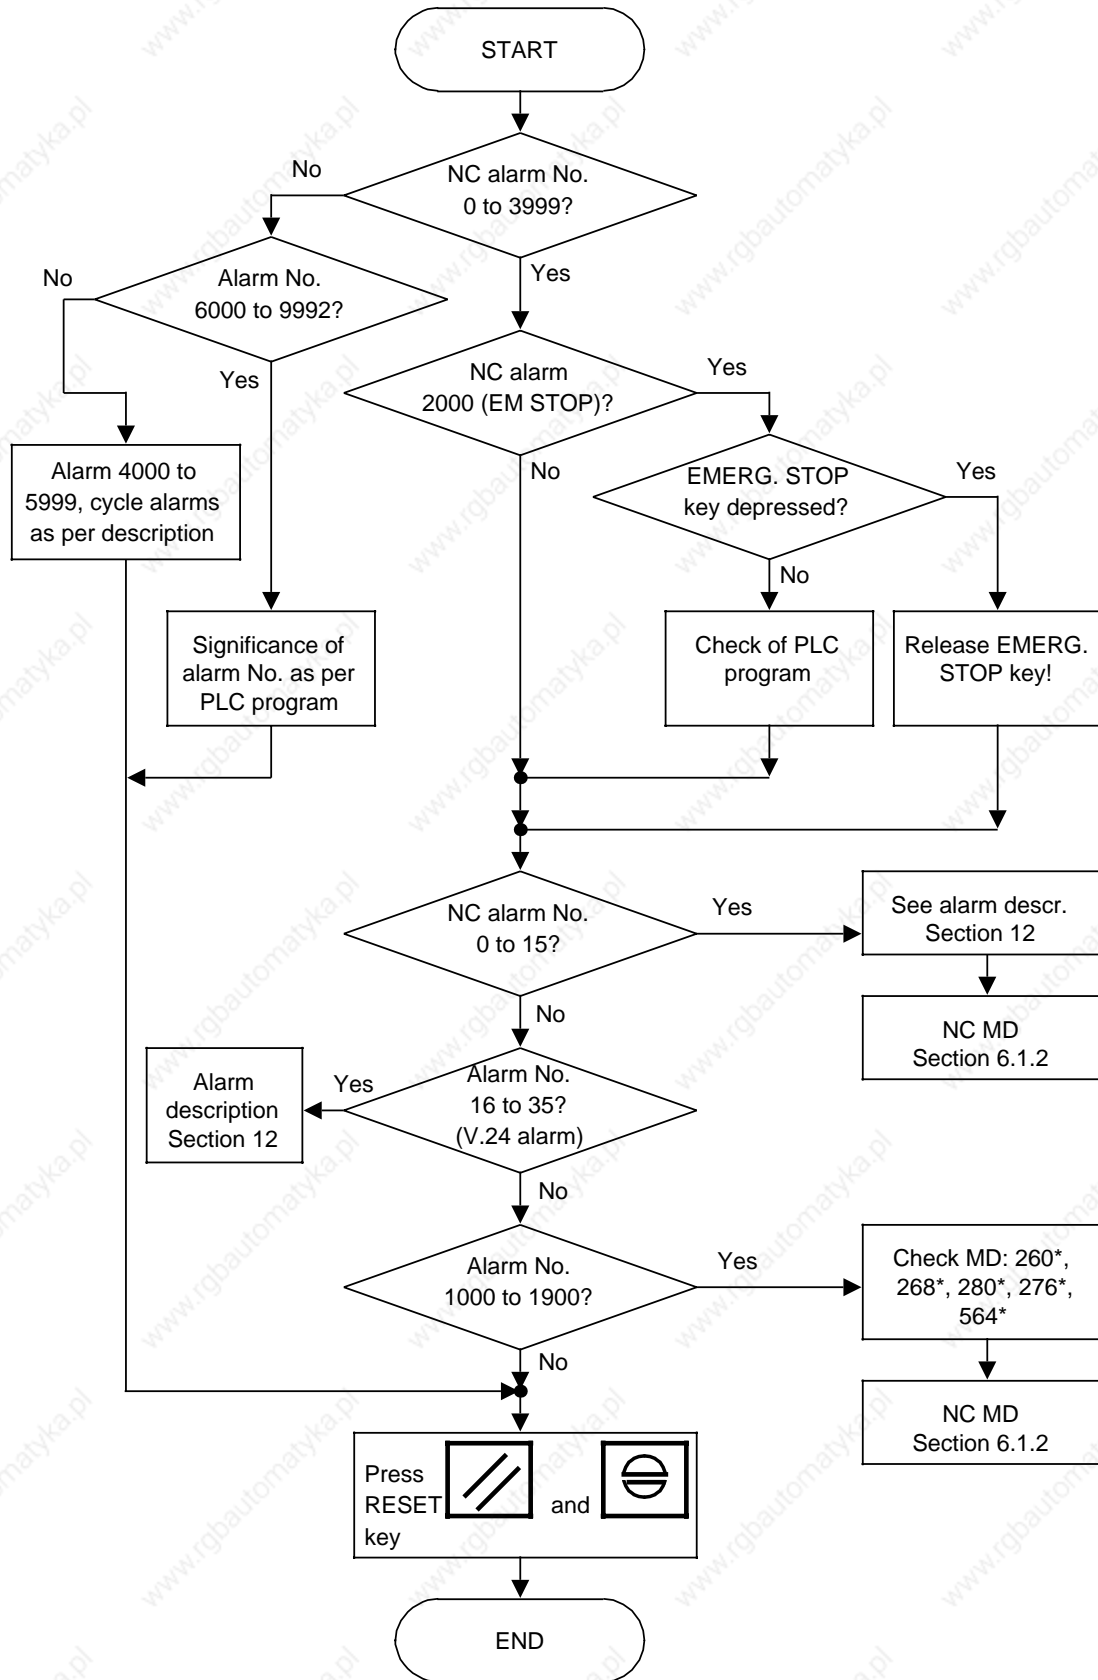 START
NC alarm No.
0 to 3999?
No
Yes
Alarm No.
6000 to 9992?
No
Yes
NC alarm
2000 (EM STOP)?
Yes
No
EMERG. STOP
key depressed?
Yes
No
Alarm 4000 to
5999, cycle alarms
as per description
Significance of
alarm No. as per
PLC program
Check of PLC
program
Release EMERG.
STOP key!
NC alarm No.
0 to 15?
Yes
No
See alarm descr.
Section 12
NC MD
Section 6.1.2
Alarm No.
16 to 35?
(V.24 alarm)
Yes
No
Alarm
description
Section 12
Alarm No.
1000 to 1900?
Yes
No
Check MD: 260*,
268*, 280*, 276*,
564*
NC MD
Section 6.1.2
Press
RESET
key
and
END
www.rgbautomatyka.pl